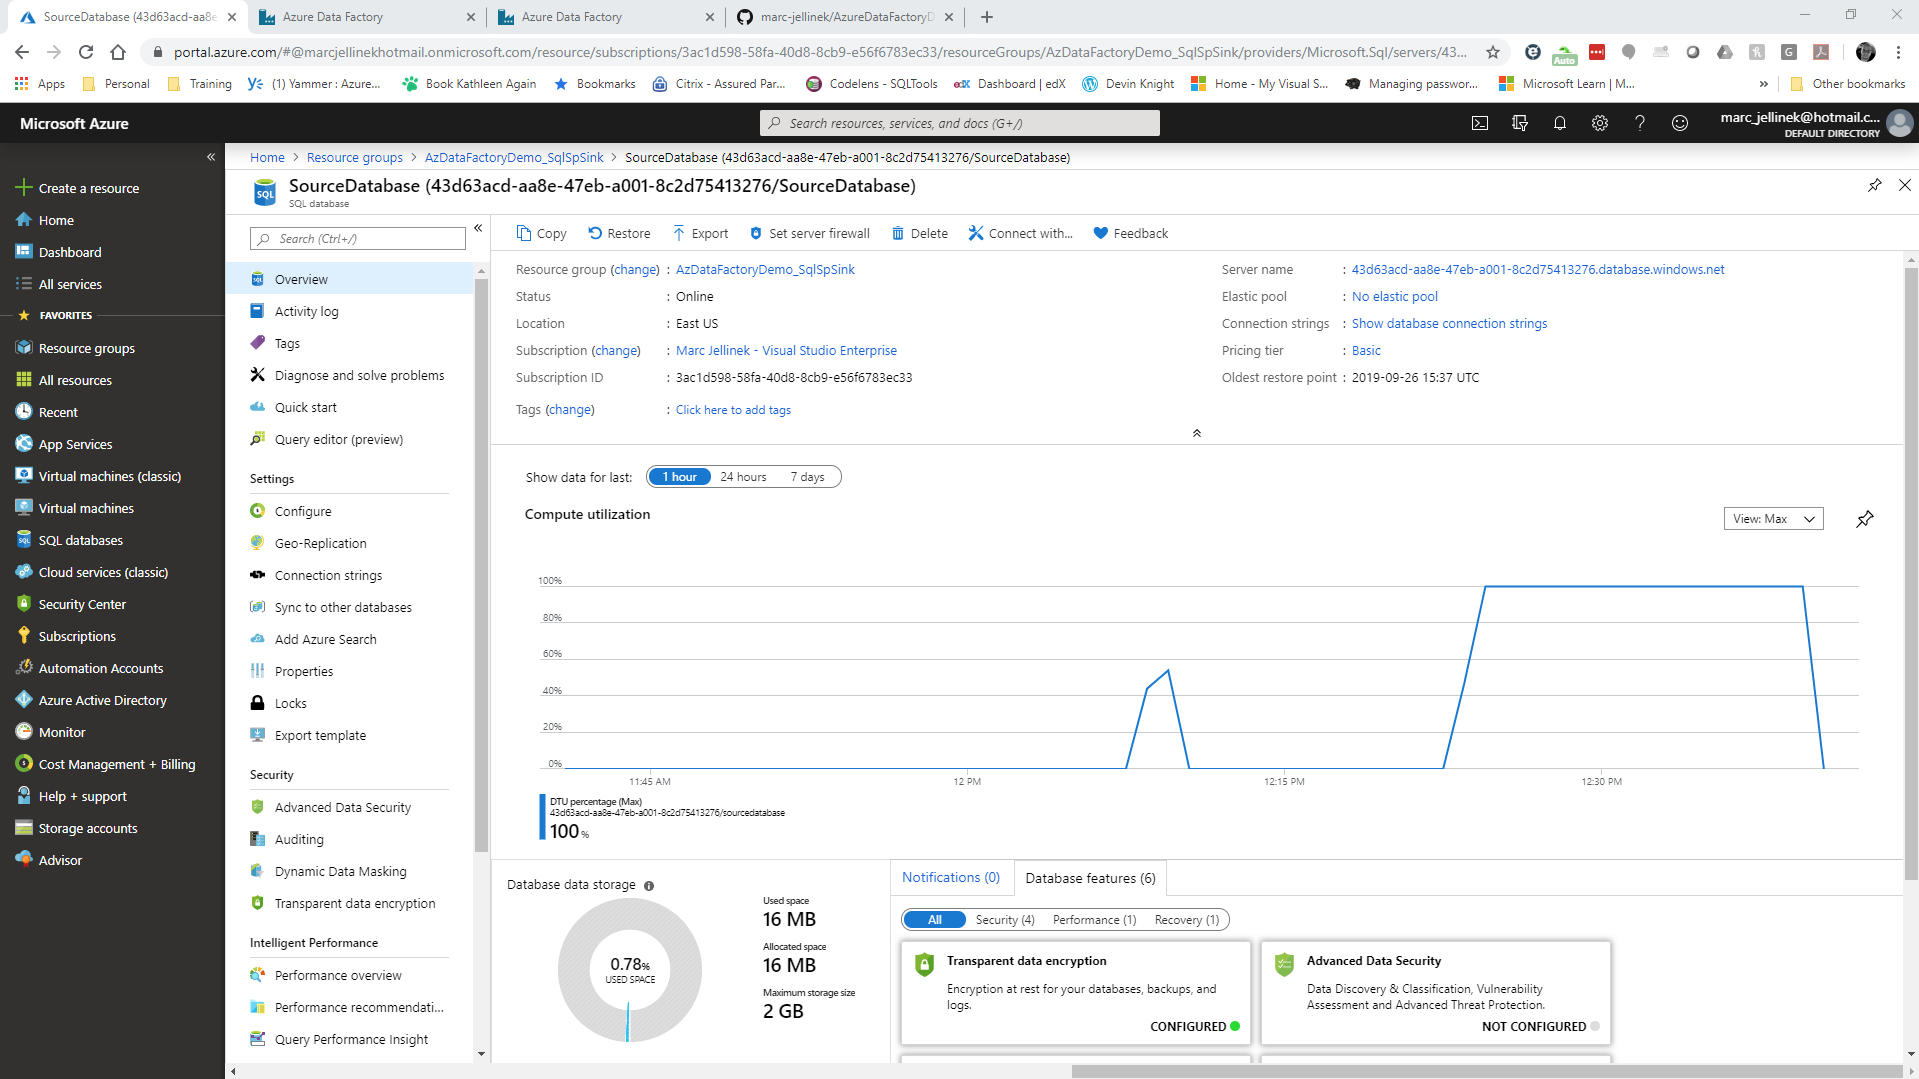 SourceDatabase (43d63acd-aa8e
Azure Data Factory
Azure Data Factory
marc-jellinek/AzureDataFactoryD
portal.azure.com/#@marcjellinekhotmail.onmicrosoft.com/resource/subscriptions/3ac1d598-58fa-40d8-8cb9-e56f6783ec33/resourceGroups/AzDataFactoryDemo_SqlSpSink/providers/Microsoft.Sql/servers/43...
Auto
Apps
Personal
Training
(1) Yammer : Azure...
Book Kathleen Again
Bookmarks
Citrix - Assured Par...
Codelens - SQLTools
edX
Dashboard | edX
Devin Knight
Home - My Visual S...
Managing passwor...
Microsoft Learn | M...
»
Other bookmarks
Microsoft Azure
Search resources, services, and docs (G+/)
marc_jellinek@hotmail.c...
DEFAULT DIRECTORY
Create a resource
Home
Dashboard
All services
FAVORITES
Resource groups
All resources
Recent
App Services
Virtual machines (classic)
Virtual machines
SQL databases
Cloud services (classic)
Security Center
Subscriptions
Automation Accounts
Azure Active Directory
Monitor
Cost Management + Billing
Help + support
Storage accounts
Advisor
Home > Resource groups > AzDataFactoryDemo_SqlSpSink > SourceDatabase (43d63acd-aa8e-47eb-a001-8c2d75413276/SourceDatabase)
SQL
SourceDatabase (43d63acd-aa8e-47eb-a001-8c2d75413276/SourceDatabase)
SQL database
Search (Ctrl+/)
Overview
Activity log
Tags
Diagnose and solve problems
Quick start
Query editor (preview)
Settings
Configure
Geo-Replication
Connection strings
Sync to other databases
Add Azure Search
Properties
Locks
Export template
Security
Advanced Data Security
Auditing
Dynamic Data Masking
Transparent data encryption
Intelligent Performance
Performance overview
Performance recommendati...
Query Performance Insight
Copy
Restore
Export
Set server firewall
Delete
Connect with...
Feedback
Resource group (change) : AzDataFactoryDemo_SqlSpSink
Status : Online
Location : East US
Subscription (change) : Marc Jellinek - Visual Studio Enterprise
Subscription ID : 3ac1d598-58fa-40d8-8cb9-e56f6783ec33
Tags (change) : Click here to add tags
Server name : 43d63acd-aa8e-47eb-a001-8c2d75413276.database.windows.net
Elastic pool : No elastic pool
Connection strings : Show database connection strings
Pricing tier : Basic
Oldest restore point : 2019-09-26 15:37 UTC
Show data for last: 1 hour 24 hours 7 days
Compute utilization
View: Max
100%
80%
60%
40%
20%
0%
11:45 AM
12 PM
12:15 PM
12:30 PM
DTU percentage (Max)
43d63acd-aa8e-47eb-a001-8c2d75413276/sourcedatabase
100 %
Database data storage
0.78%
USED SPACE
Used space
16 MB
Allocated space
16 MB
Maximum storage size
2 GB
Notifications (0)
Database features (6)
All
Security (4)
Performance (1)
Recovery (1)
Transparent data encryption
Encryption at rest for your databases, backups, and
logs.
CONFIGURED
Advanced Data Security
Data Discovery & Classification, Vulnerability
Assessment and Advanced Threat Protection.
NOT CONFIGURED